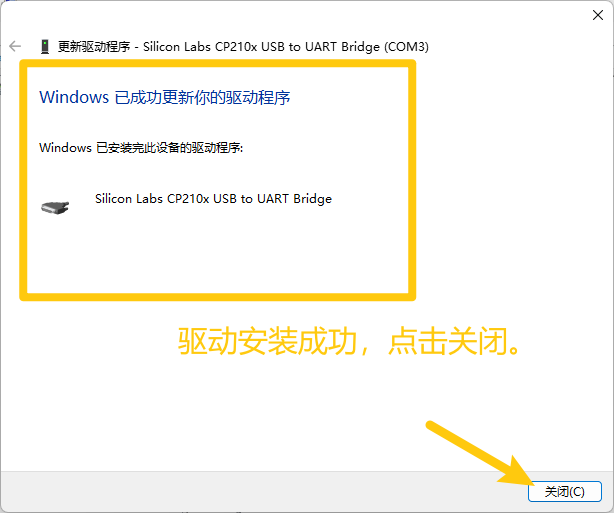 更新驱动程序 - Silicon Labs CP210x USB to UART Bridge (COM3)
Windows 已成功更新你的驱动程序
Windows 已安装完此设备的驱动程序:
Silicon Labs CP210x USB to UART Bridge
驱动安装成功，点击关闭。
关闭(C)